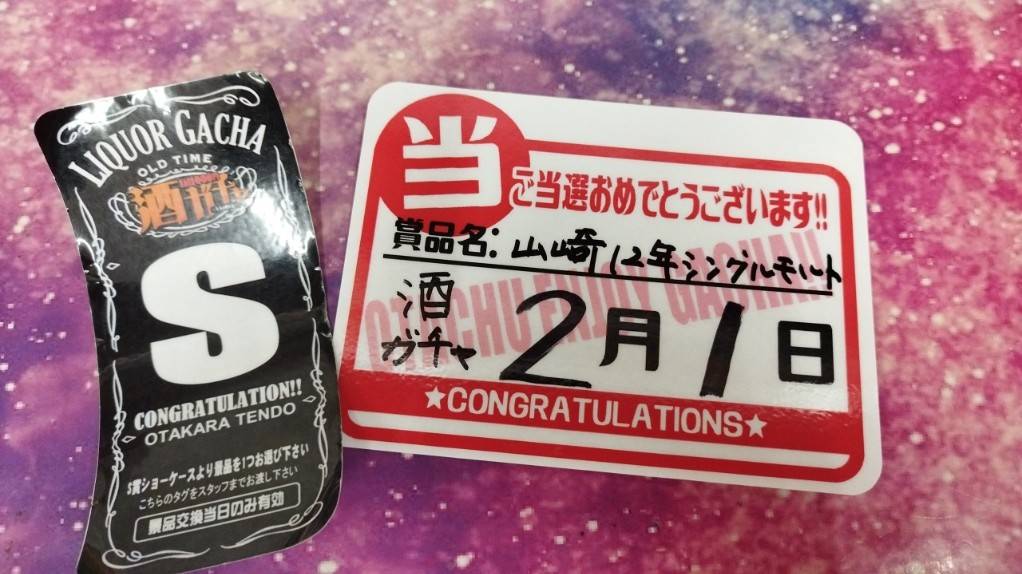 LIQUOR GACHA
OLD TIME
酒ガチャ
S
CONGRATULATION!!
OTAKARA TENDO
S賞ショーケースより景品を1つお選び下さい
こちらのタグをスタッフまでお渡し下さい
景品交換当日のみ有効
当
ご当選おめでとうございます!!
賞品名: 山崎12年シングルモルト
酒ガチャ
2月1日
★CONGRATULATIONS★